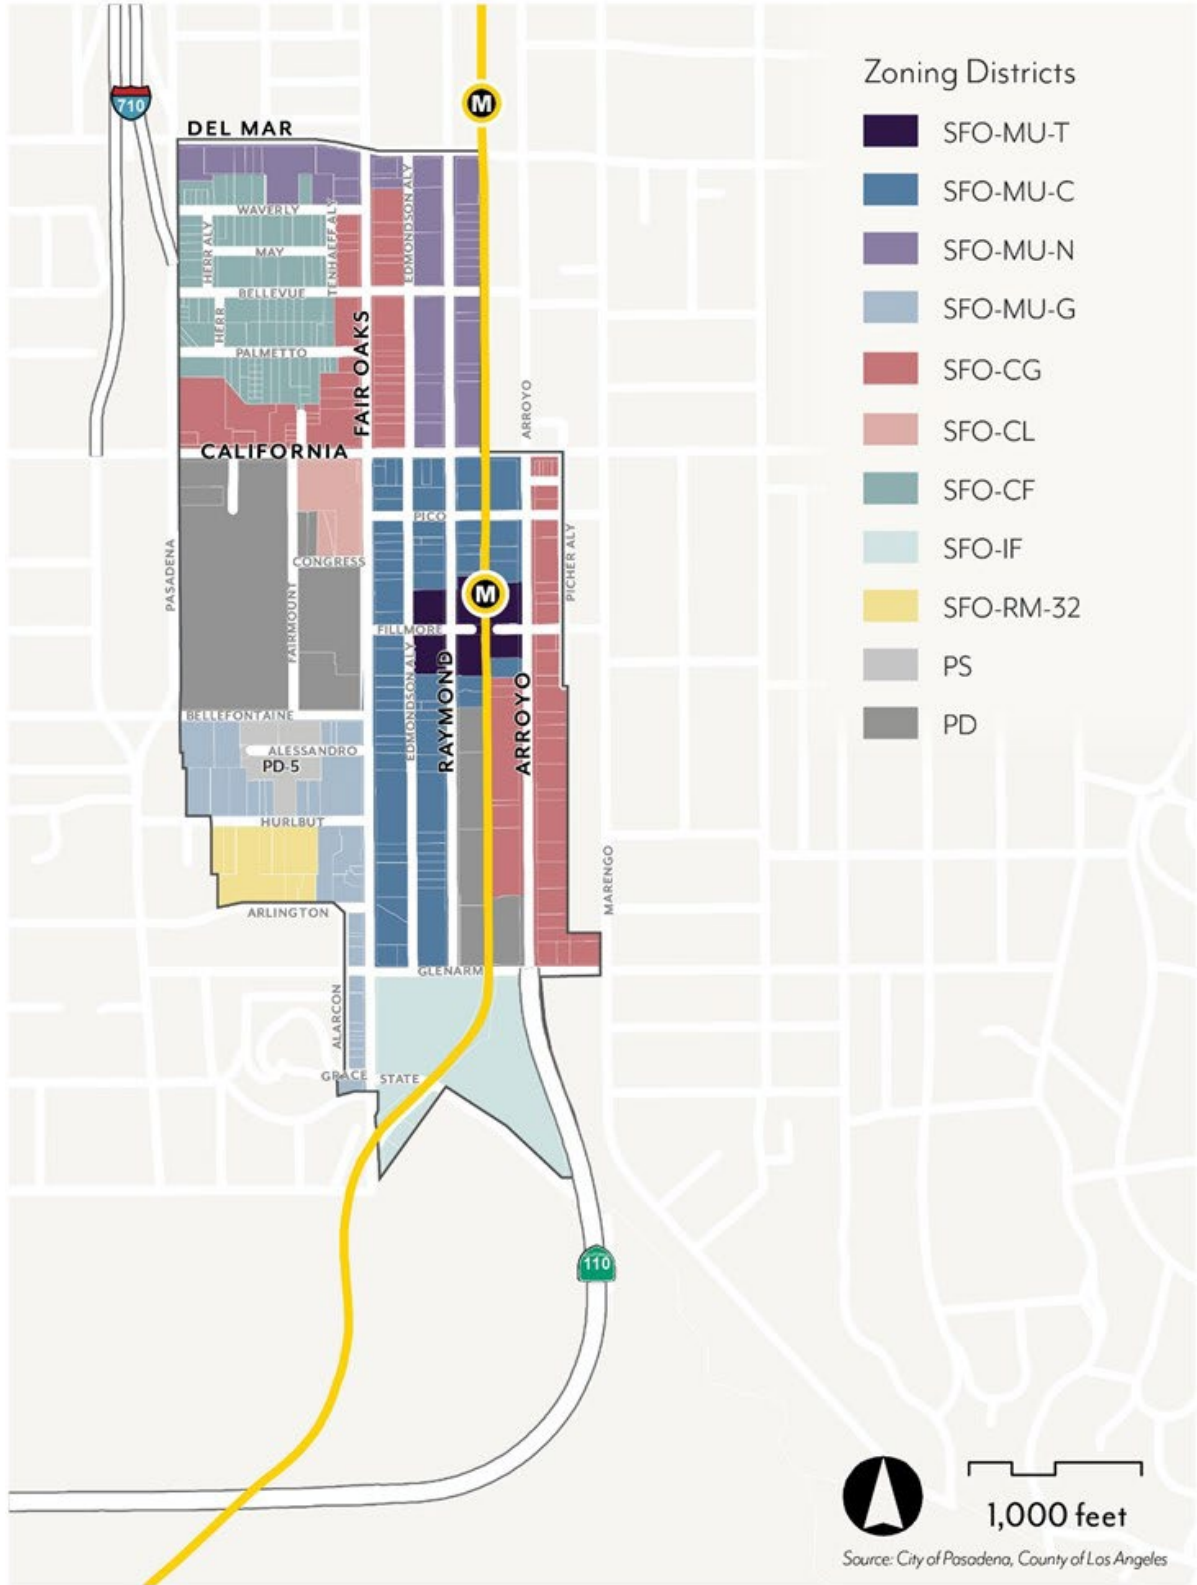 710
M
DEL MAR
WAVERLY
HERR ALY
MAY
TENHAEFF ALY
EDMONDSON ALY
BELLEVUE
HERR
PALMETTO
FAIR OAKS
ARROYO
CALIFORNIA
PICO
PASADENA
CONGRESS
PICHER ALY
FAIRMOUNT
M
FILLMORE
EDMONDSON ALY
RAYMOND
ARROYO
BELLEFONTAINE
ALESSANDRO
PD-5
HURLBUT
MARENGO
ARLINGTON
GLENARM
ALARCON
GRACE
STATE
110
Zoning Districts
SFO-MU-T
SFO-MU-C
SFO-MU-N
SFO-MU-G
SFO-CG
SFO-CL
SFO-CF
SFO-IF
SFO-RM-32
PS
PD
1,000 feet
Source: City of Pasadena, County of Los Angeles